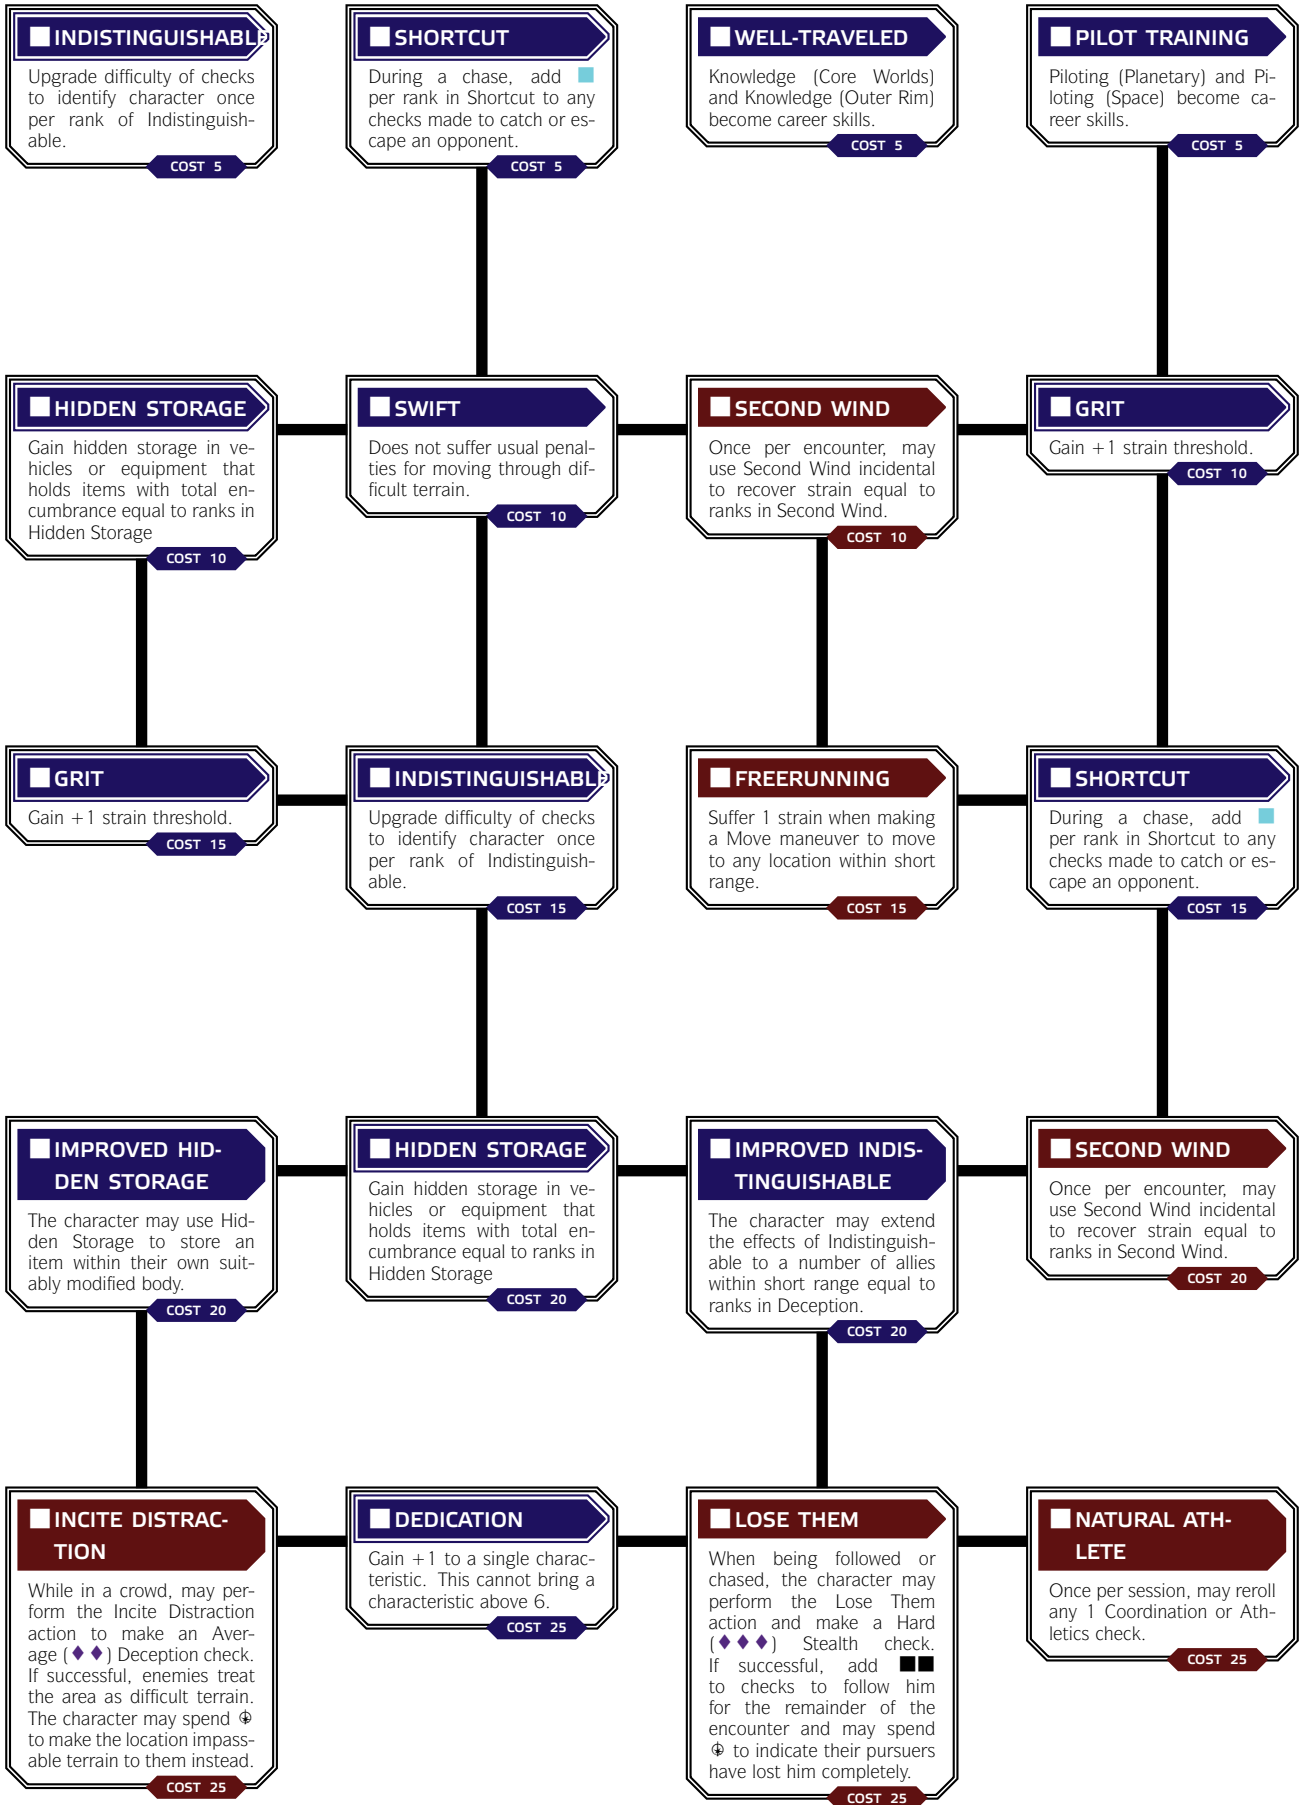 INDISTINGUISHABLE
Upgrade difficulty of checks
to identify character once
per rank of Indistinguish-
able.
COST 5
SHORTCUT
During a chase, add
per rank in Shortcut to any
checks made to catch or es-
cape an opponent.
COST 5
WELL-TRAVELED
Knowledge (Core Worlds)
and Knowledge (Outer Rim)
become career skills.
COST 5
PILOT TRAINING
Piloting (Planetary) and Pi-
loting (Space) become ca-
reer skills.
COST 5
HIDDEN STORAGE
Gain hidden storage in ve-
hicles or equipment that
holds items with total en-
cumbrance equal to ranks in
Hidden Storage
COST 10
SWIFT
Does not suffer usual penal-
ties for moving through dif-
ficult terrain.
COST 10
SECOND WIND
Once per encounter, may
use Second Wind incidental
to recover strain equal to
ranks in Second Wind.
COST 10
GRIT
Gain +1 strain threshold.
COST 10
GRIT
Gain +1 strain threshold.
COST 15
INDISTINGUISHABLE
Upgrade difficulty of checks
to identify character once
per rank of Indistinguish-
able.
COST 15
FREERUNNING
Suffer 1 strain when making
a Move maneuver to move
to any location within short
range.
COST 15
SHORTCUT
During a chase, add
per rank in Shortcut to any
checks made to catch or es-
cape an opponent.
COST 15
IMPROVED HID-
DEN STORAGE
The character may use Hid-
den Storage to store an
item within their own suit-
ably modified body.
COST 20
HIDDEN STORAGE
Gain hidden storage in ve-
hicles or equipment that
holds items with total en-
cumbrance equal to ranks in
Hidden Storage
COST 20
IMPROVED INDIS-
TINGUISHABLE
The character may extend
the effects of Indistinguish-
able to a number of allies
within short range equal to
ranks in Deception.
COST 20
SECOND WIND
Once per encounter, may
use Second Wind incidental
to recover strain equal to
ranks in Second Wind.
COST 20
INCITE DISTRAC-
TION
While in a crowd, may per-
form the Incite Distraction
action to make an Aver-
age (♦ ♦) Deception check.
If successful, enemies treat
the area as difficult terrain.
The character may spend
to make the location impass-
able terrain to them instead.
COST 25
DEDICATION
Gain +1 to a single charac-
teristic. This cannot bring a
characteristic above 6.
COST 25
LOSE THEM
When being followed or
chased, the character may
perform the Lose Them
action and make a Hard
(♦ ♦ ♦) Stealth check.
If successful, add ■■
to checks to follow him
for the remainder of the
encounter and may spend
to indicate their pursuers
have lost him completely.
COST 25
NATURAL ATH-
LETE
Once per session, may reroll
any 1 Coordination or Ath-
letics check.
COST 25